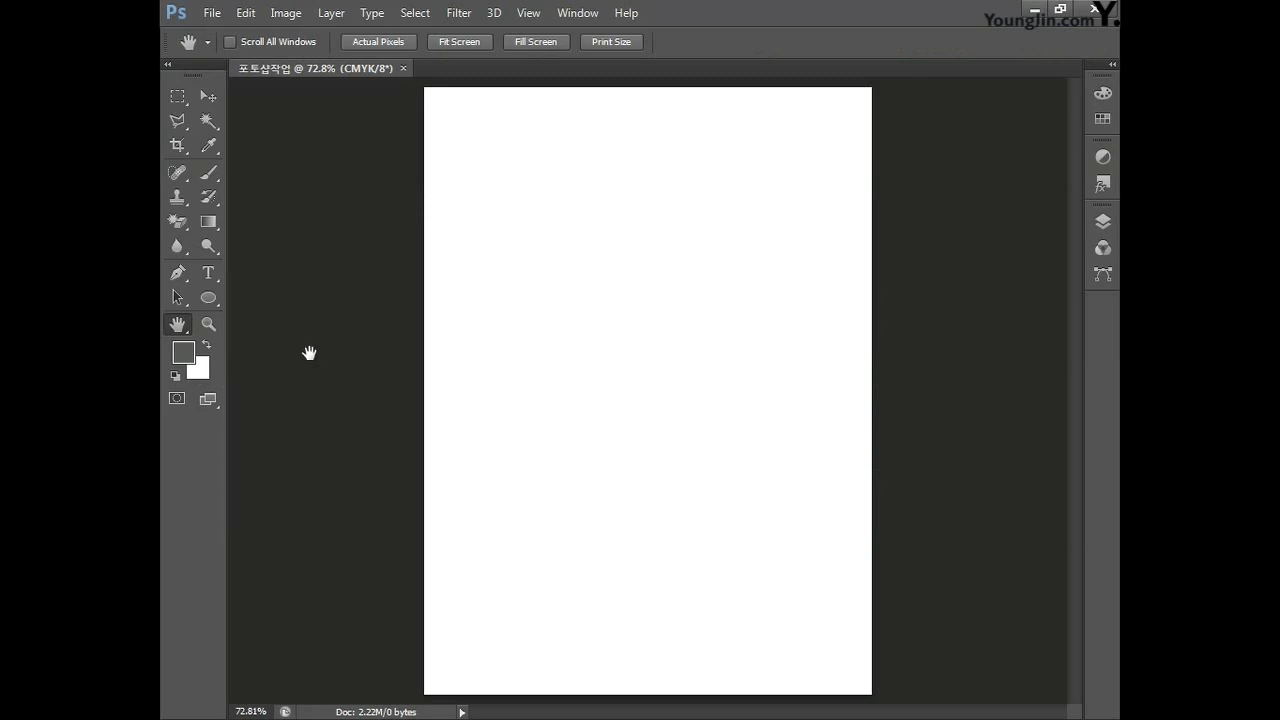 Ps File Edit Image Layer Type Select Filter 3D View Window Help
YoungJin.com Y.
Scroll All Windows Actual Pixels Fit Screen Fill Screen Print Size
포토샵작업 @ 72.8% (CMYK/8*) ×
T
fx
72.81% Doc: 2.22M/0 bytes